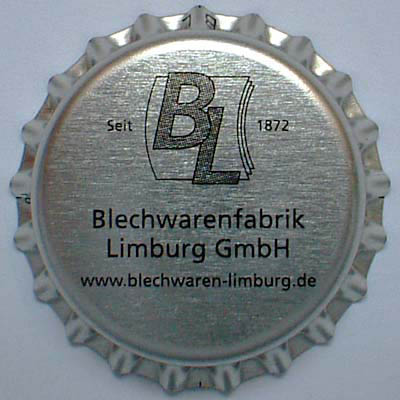 BL
Seit 1872
Blechwarenfabrik
Limburg GmbH
www.blechwaren-limburg.de